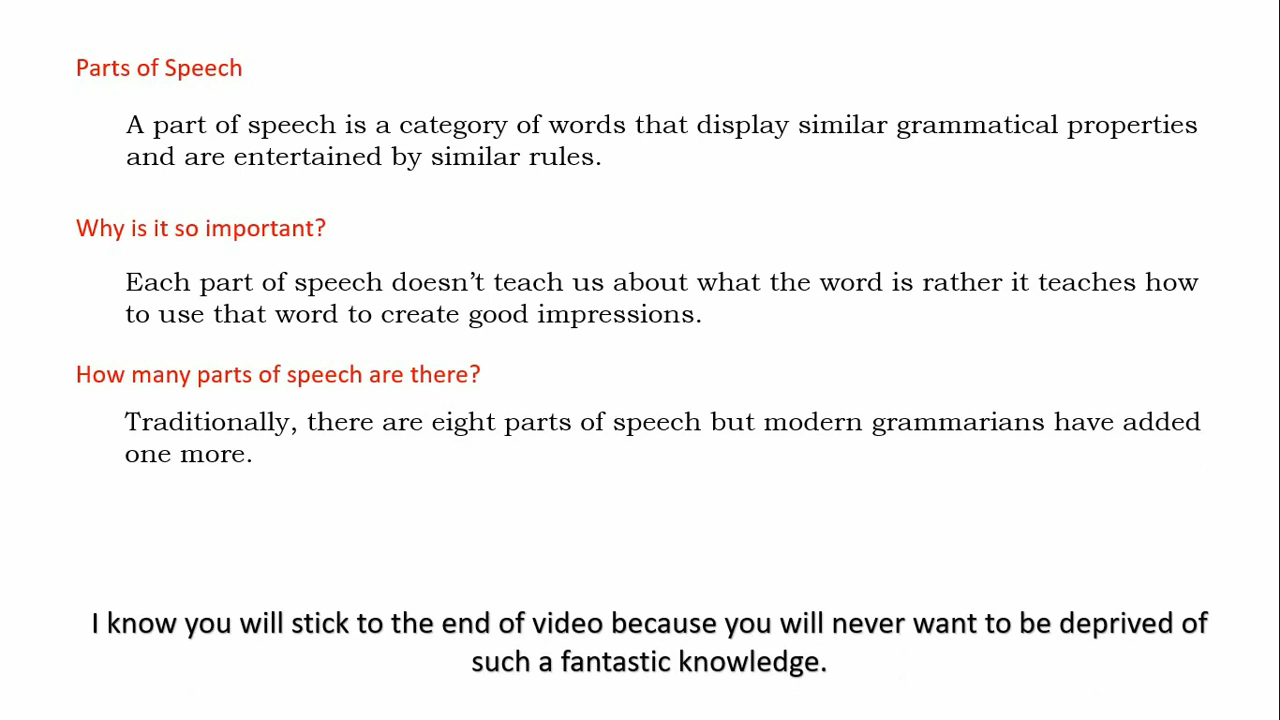 Parts of Speech
A part of speech is a category of words that display similar grammatical properties
and are entertained by similar rules.
Why is it so important?
Each part of speech doesn’t teach us about what the word is rather it teaches how
to use that word to create good impressions.
How many parts of speech are there?
Traditionally, there are eight parts of speech but modern grammarians have added
one more.
I know you will stick to the end of video because you will never want to be deprived of
such a fantastic knowledge.